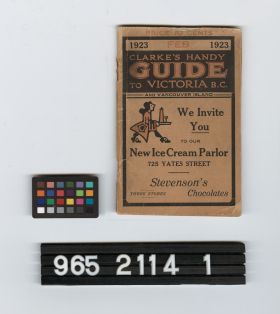 PRICE 10 CENTS
1923 FEB 1923
CLARKE'S HANDY
GUIDE
TO VICTORIA B.C.
AND VANCOUVER ISLAND
We Invite
You
TO OUR
New Ice Cream Parlor
725 YATES STREET
Stevenson's
THREE STORES Chocolates
965 2114 1